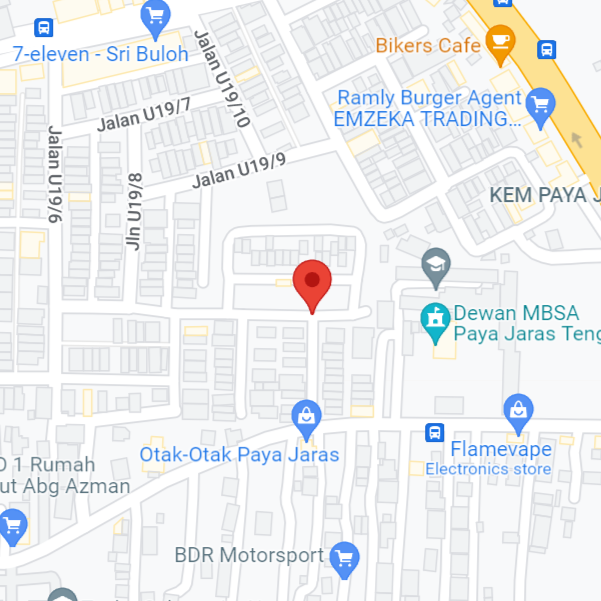 7-eleven - Sri Buloh
Jalan U19/10
Bikers Cafe
Jalan U19/7
Ramly Burger Agent
EMZEKA TRADING...
Jalan U19/6
Jln U19/8
Jalan U19/9
KEM PAYA J
Dewan MBSA
Paya Jaras Teng
Otak-Otak Paya Jaras
Flamevape
Electronics store
O 1 Rumah
ut Abg Azman
BDR Motorsport